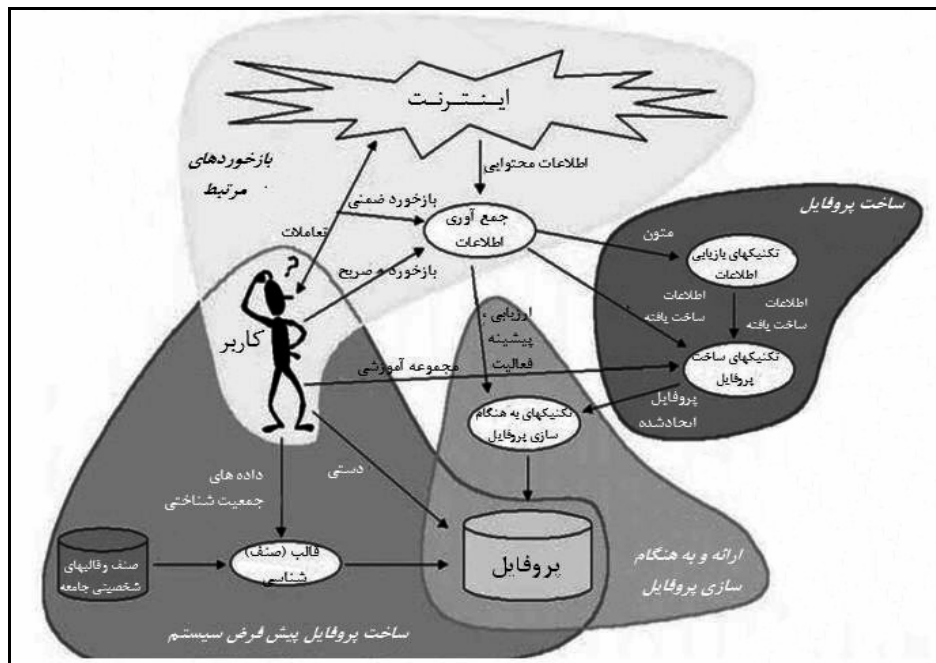 اینترنت
بازخوردهای
مرتبط
اطلاعات محتوایی
بازخورد ضمنی
تعاملات
جمع آوری
اطلاعات
بازخورد صریح
ساخت پروفایل
متون
تکنیکهای بازیابی
اطلاعات
اطلاعات
ساخت یافته
اطلاعات
ساخت یافته
کاربر
ارزیابی ،
پیشینه
فعالیت
مجموعه آموزشی
تکنیکهای ساخت
پروفایل
پروفایل
ایجادشده
تکنیکهای به هنگام
سازی پروفایل
دستی
داده های
جمعیت شناختی
صنف وقالبهای
شخصیتی جامعه
قالب (صنف)
شناسی
پروفایل
ارائه و به هنگام
سازی پروفایل
ساخت پروفایل پیش فرض سیستم